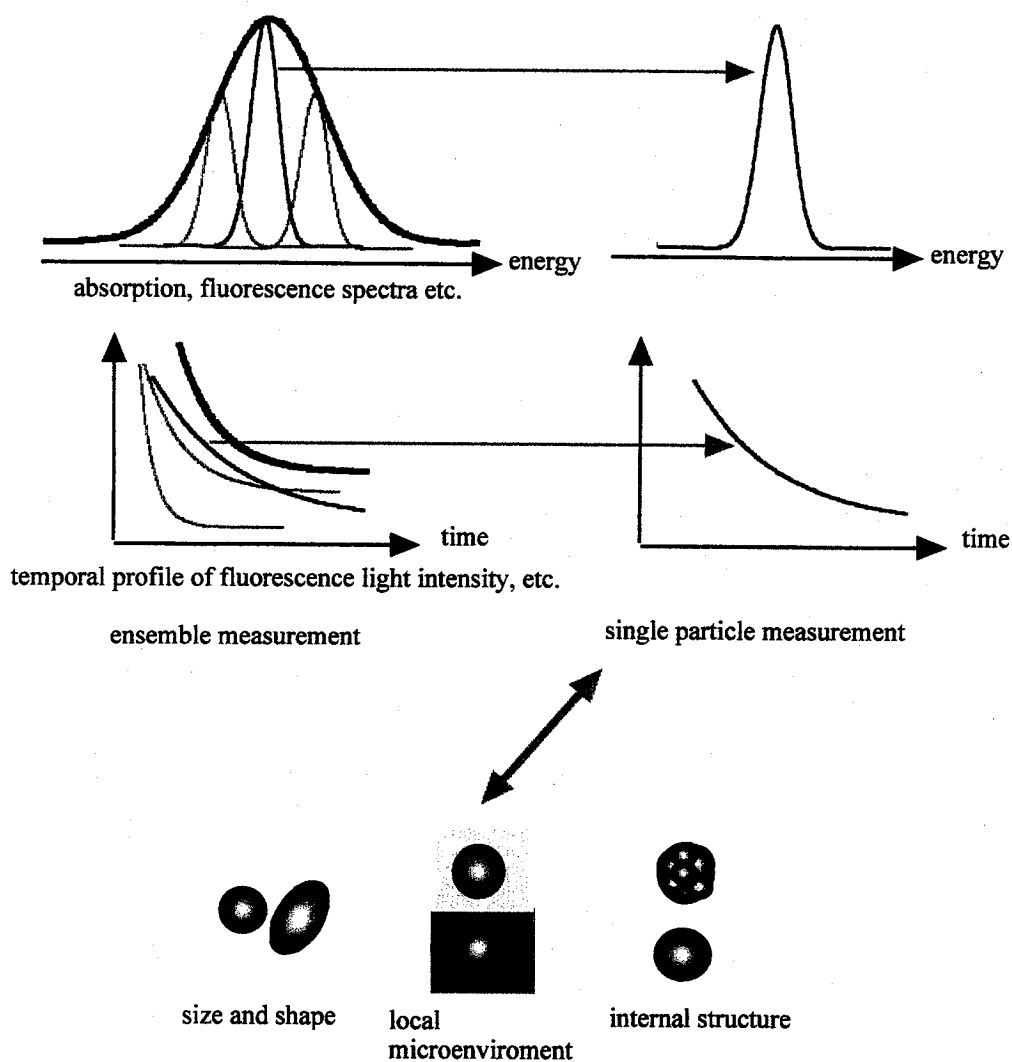 energy
energy
absorption, fluorescence spectra etc.
time
time
temporal profile of fluorescence light intensity, etc.
ensemble measurement
single particle measurement
size and shape
local
microenviroment
internal structure